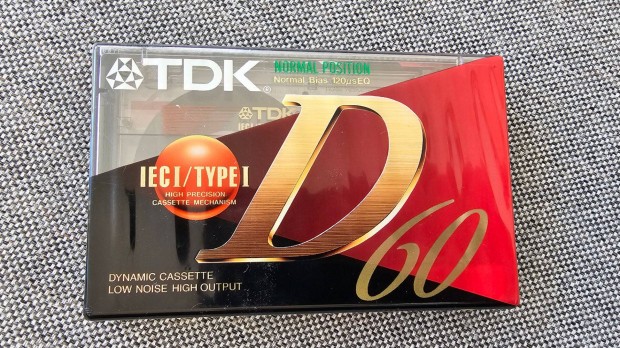 TDK®
NORMAL POSITION
Normal Bias 120μs EQ
TDK
IEC I/TYPE I
HIGH PRECISION
CASSETTE MECHANISM
D
60
DYNAMIC CASSETTE
LOW NOISE HIGH OUTPUT